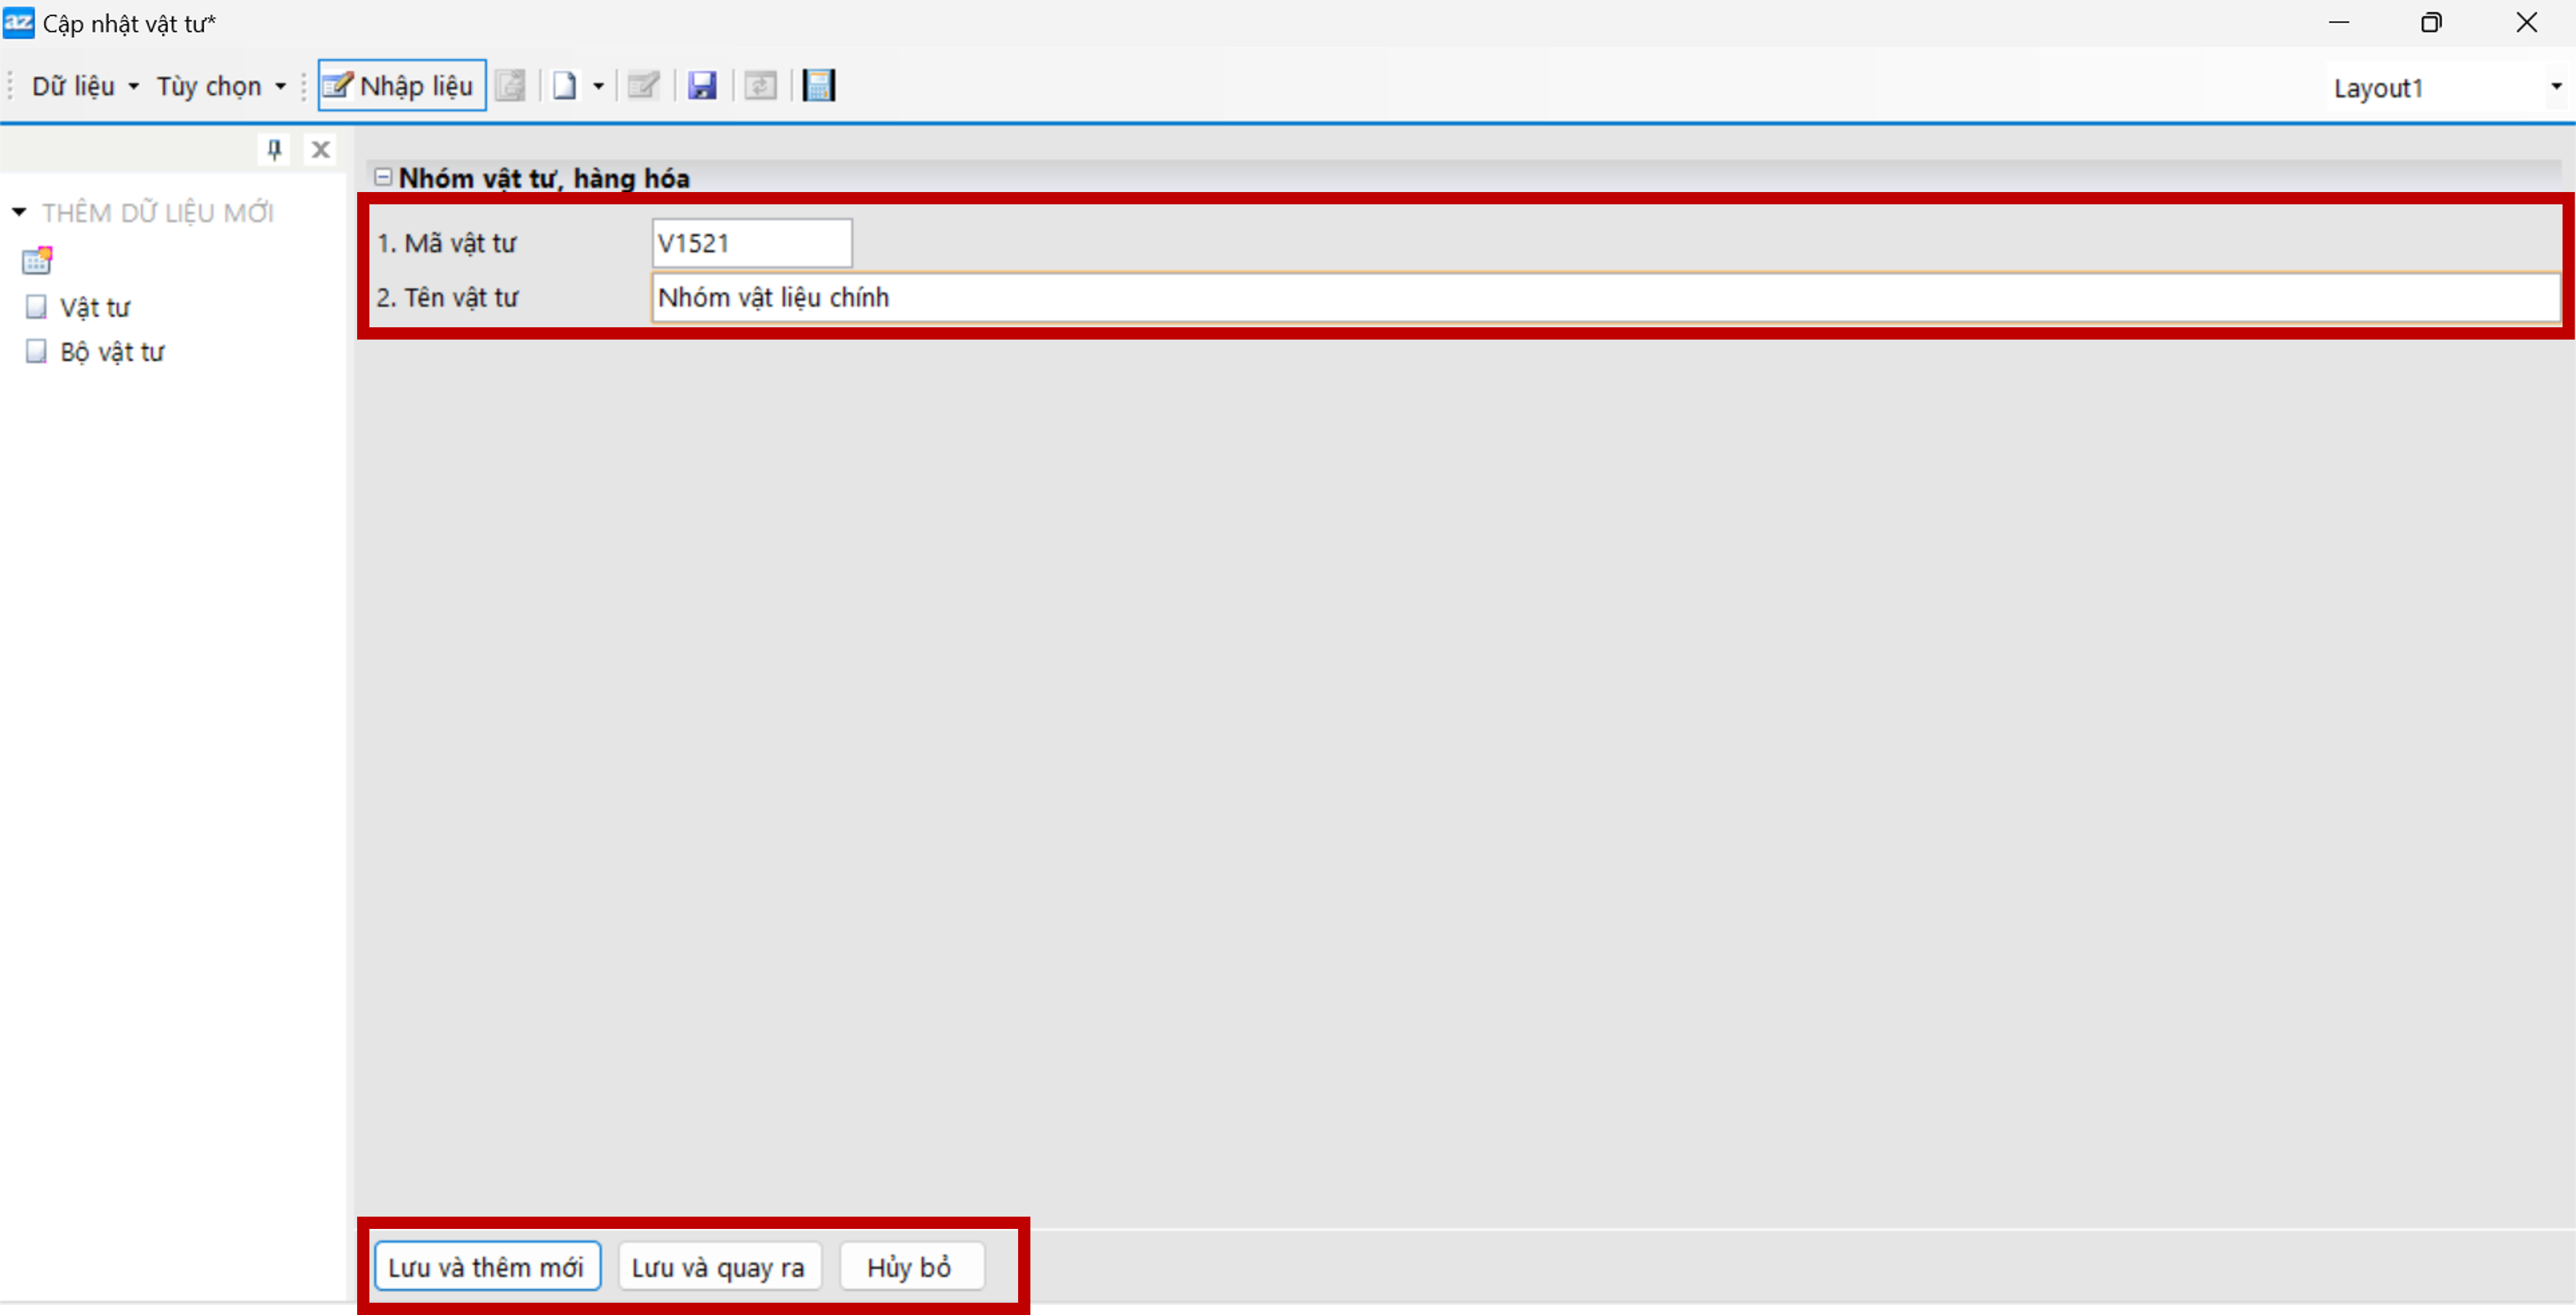 az Cập nhật vật tư*
Dữ liệu Tùy chọn Nhập liệu Layout1
Nhóm vật tư, hàng hóa
THÊM DỮ LIỆU MỚI
Vật tư
Bộ vật tư
1. Mã vật tư V1521
2. Tên vật tư Nhóm vật liệu chính
Lưu và thêm mới Lưu và quay ra Hủy bỏ